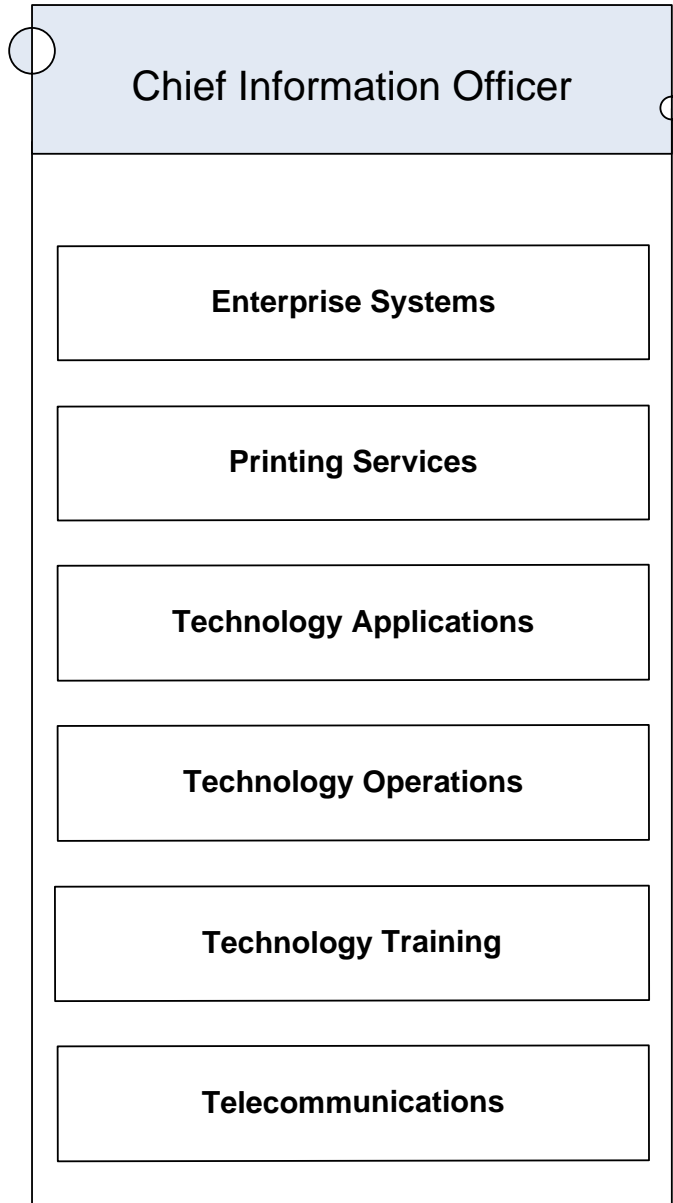 Chief Information Officer
Enterprise Systems
Printing Services
Technology Applications
Technology Operations
Technology Training
Telecommunications